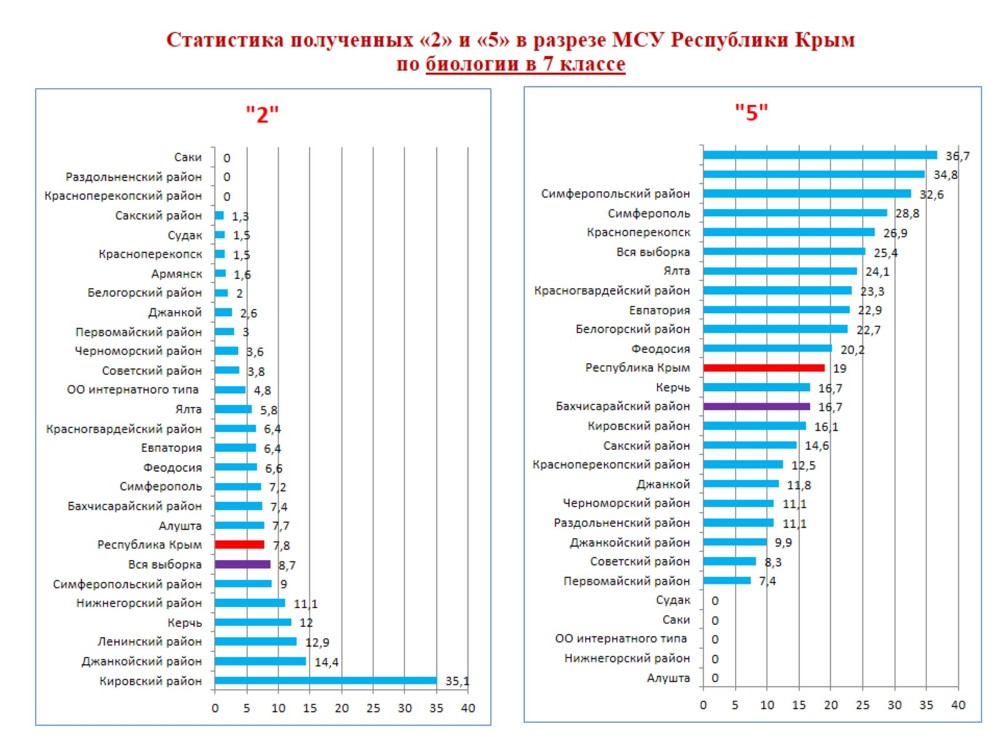 Статистика полученных «2» и «5» в разрезе МСУ Республики Крым
по биологии в 7 классе
"2"
Саки 0
Раздольненский район 0
Красноперекопский район 0
Сакский район 1,3
Судак 1,5
Красноперекопск 1,5
Армянск 1,6
Белогорский район 2
Джанкой 2,6
Первомайский район 3
Черноморский район 3,6
Советский район 3,8
ОО интернатного типа 4,8
Ялта 5,8
Красногвардейский район 6,4
Евпатория 6,4
Феодосия 6,6
Симферополь 7,2
Бахчисарайский район 7,4
Алушта 7,7
Республика Крым 7,8
Вся выборка 8,7
Симферопольский район 9
Нижнегорский район 11,1
Керчь 12
Ленинский район 12,9
Джанкойский район 14,4
Кировский район 35,1
0 5 10 15 20 25 30 35 40
"5"
36,7
34,8
Симферопольский район 32,6
Симферополь 28,8
Красноперекопск 26,9
Вся выборка 25,4
Ялта 24,1
Красногвардейский район 23,3
Евпатория 22,9
Белогорский район 22,7
Феодосия 20,2
Республика Крым 19
Керчь 16,7
Бахчисарайский район 16,7
Кировский район 16,1
Сакский район 14,6
Красноперекопский район 12,5
Джанкой 11,8
Черноморский район 11,1
Раздольненский район 11,1
Джанкойский район 9,9
Советский район 8,3
Первомайский район 7,4
Судак 0
Саки 0
ОО интернатного типа 0
Нижнегорский район 0
Алушта 0
0 5 10 15 20 25 30 35 40